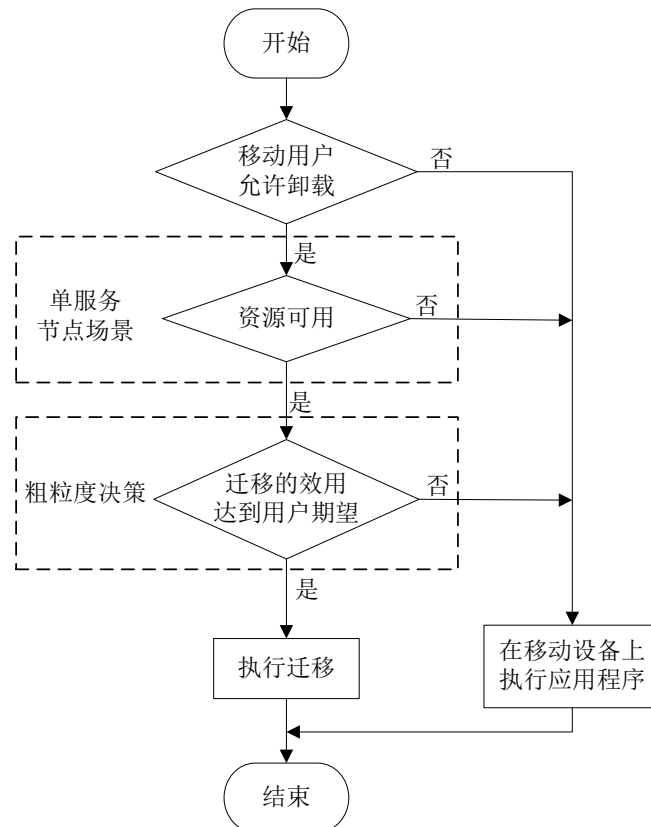 开始
移动用户
允许卸载
否
是
单服务
节点场景
资源可用
否
是
粗粒度决策
迁移的效用
达到用户期望
否
是
执行迁移
在移动设备上
执行应用程序
结束